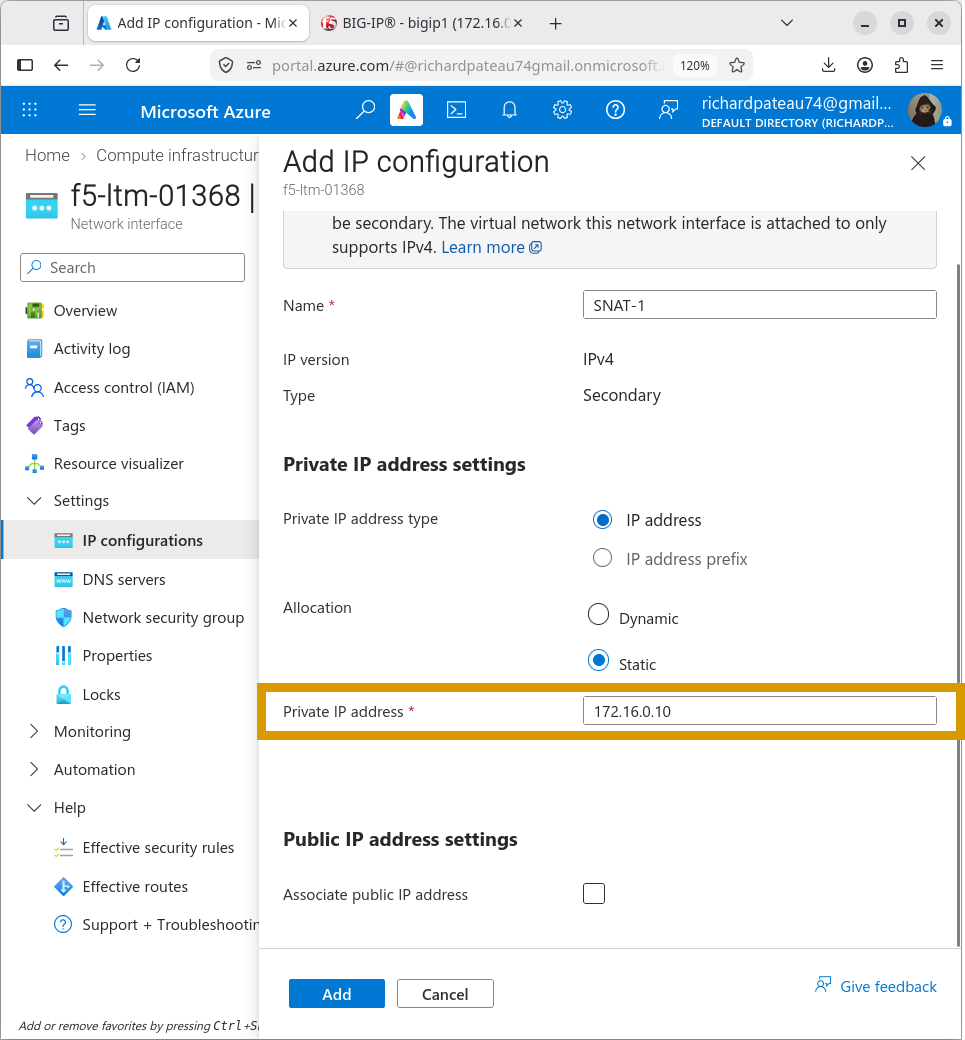 Add IP configuration - Mi
BIG-IP® - bigip1 (172.16.0
portal.azure.com/#@richardpateau74gmail.onmicrosoft.
120%
Microsoft Azure
richardpateau74@gmail...
DEFAULT DIRECTORY (RICHARDP...
Home > Compute infrastructur
f5-ltm-01368 |
Network interface
Search
Overview
Activity log
Access control (IAM)
Tags
Resource visualizer
Settings
IP configurations
DNS servers
Network security group
Properties
Locks
Monitoring
Automation
Help
Effective security rules
Effective routes
Support + Troubleshootin
Add or remove favorites by pressing Ctrl+S
Add IP configuration
f5-ltm-01368
be secondary. The virtual network this network interface is attached to only
supports IPv4. Learn more
Name * SNAT-1
IP version IPv4
Type Secondary
Private IP address settings
Private IP address type IP address
IP address prefix
Allocation Dynamic
Static
Private IP address * 172.16.0.10
Public IP address settings
Associate public IP address
Add Cancel
Give feedback